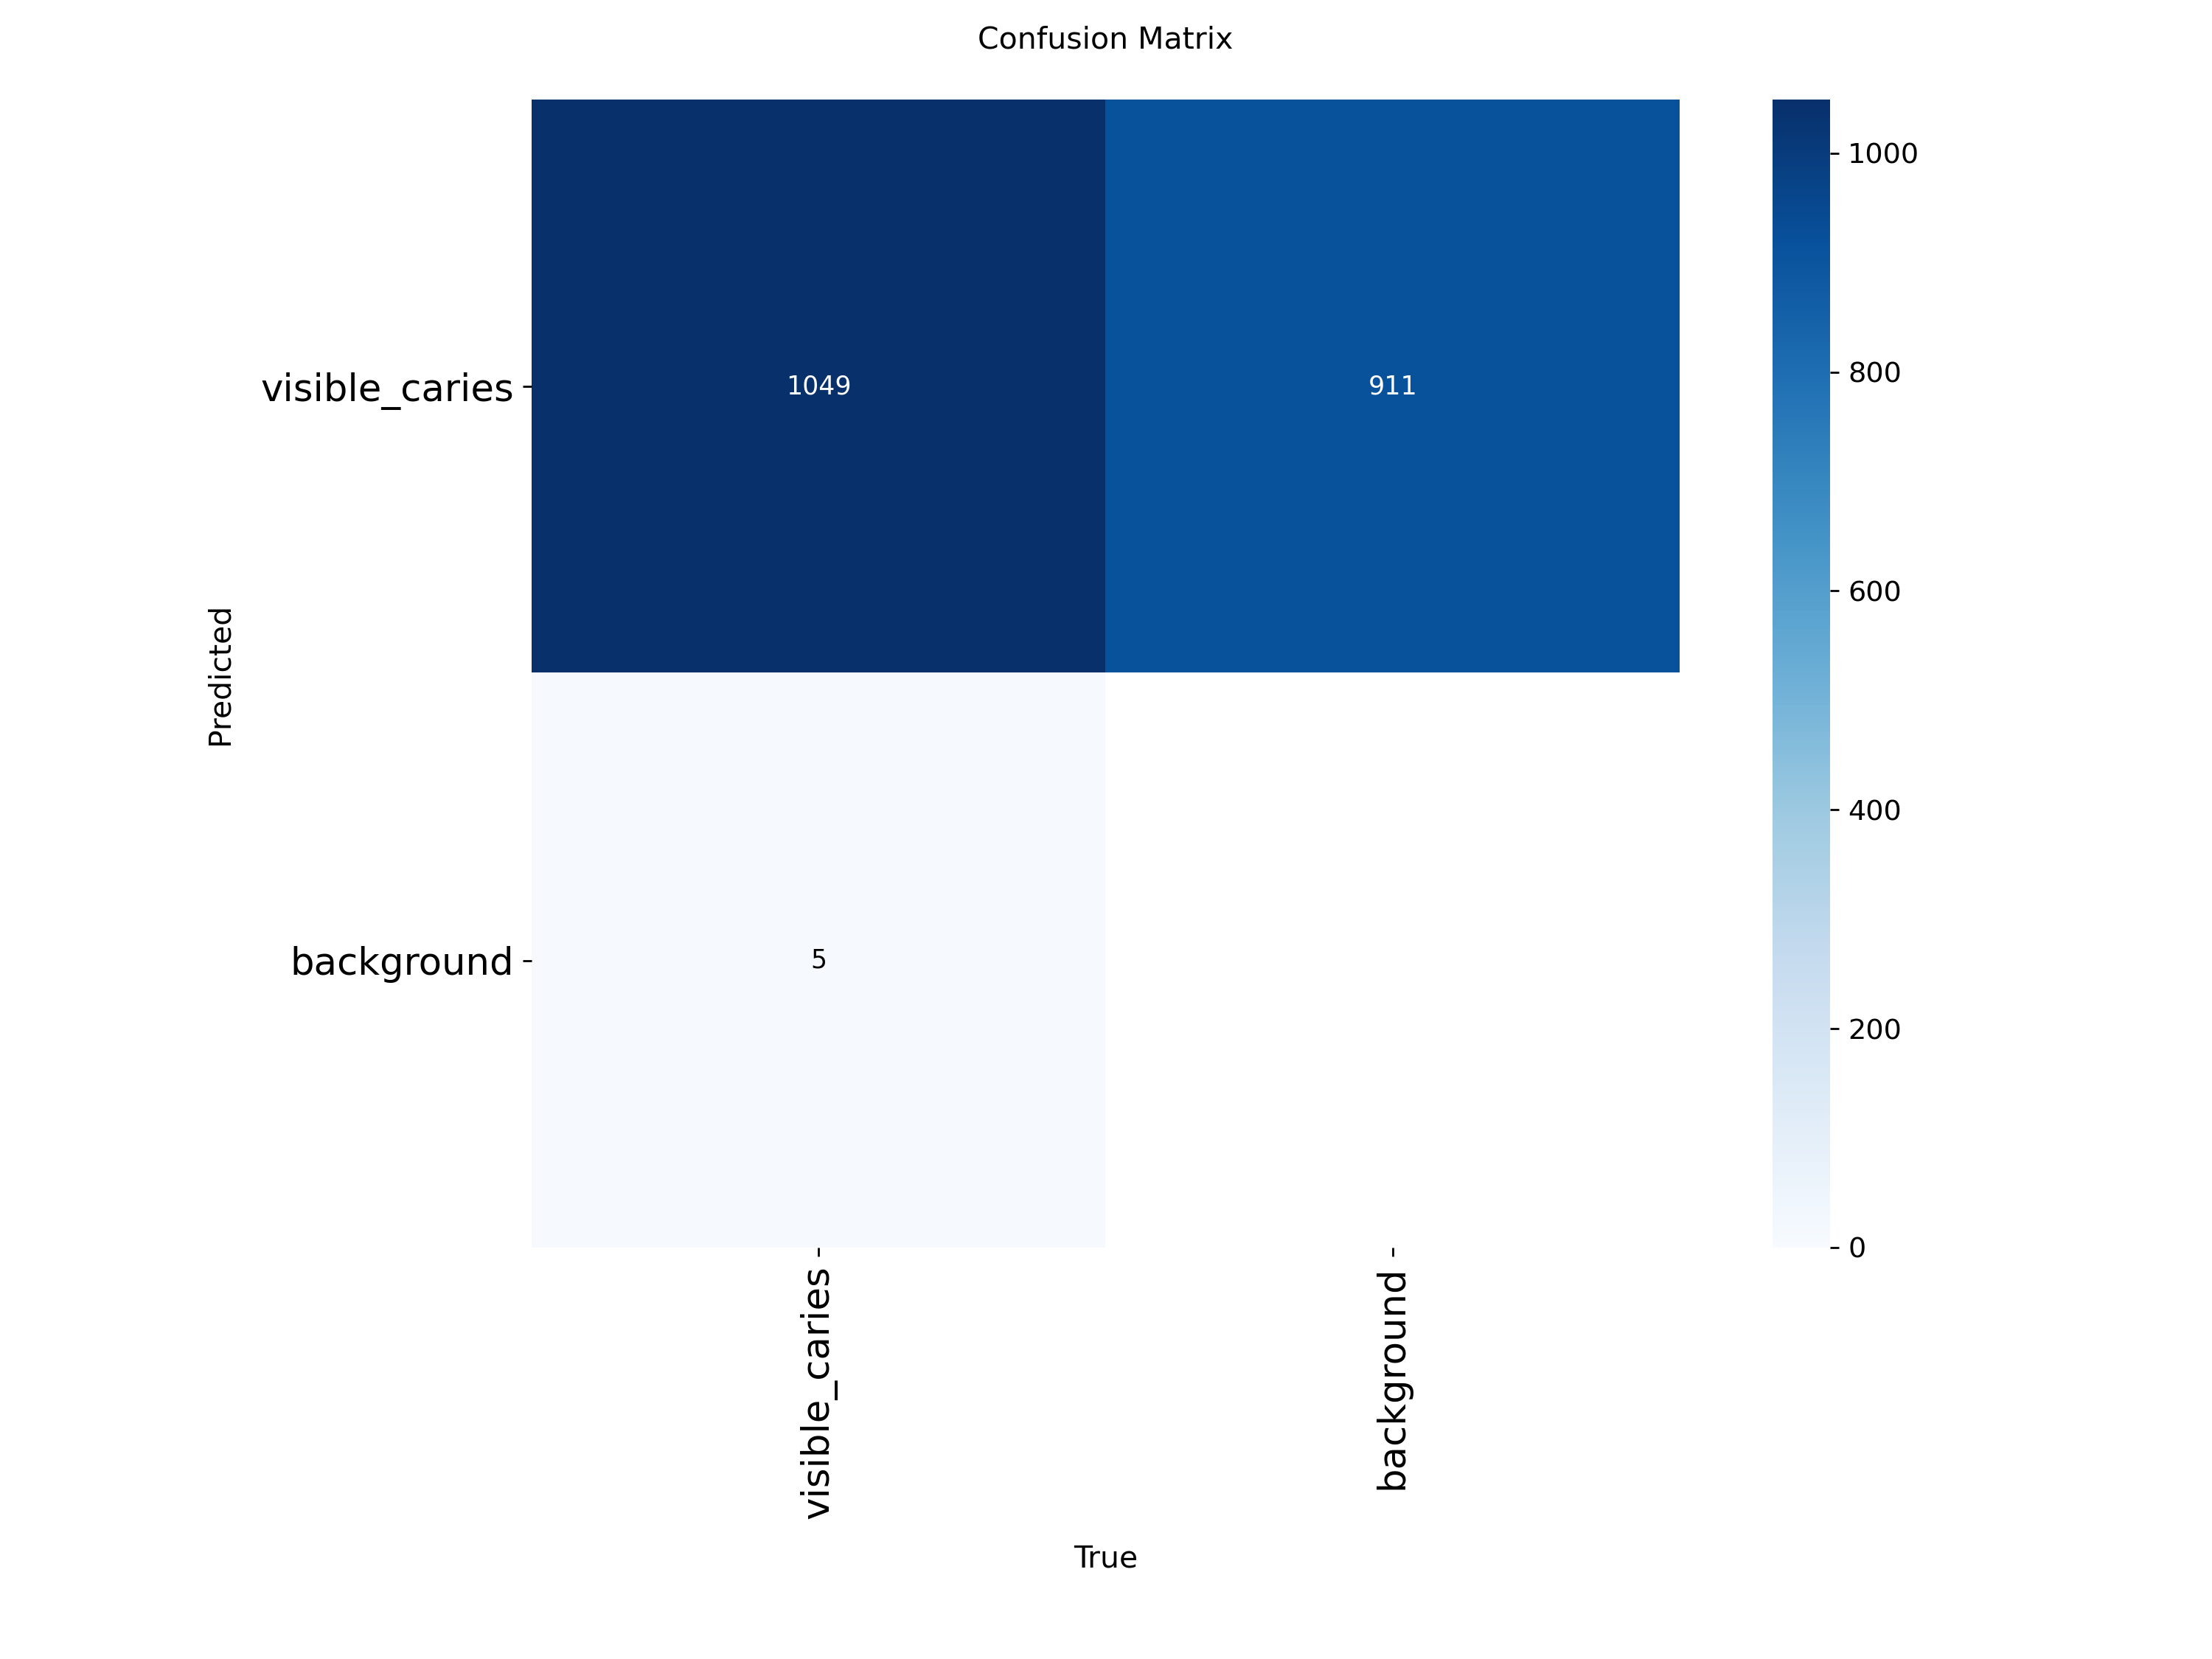 Confusion Matrix
1000
visible_caries
1049
911
800
600
Predicted
400
background
5
200
0
visible_caries
background
True